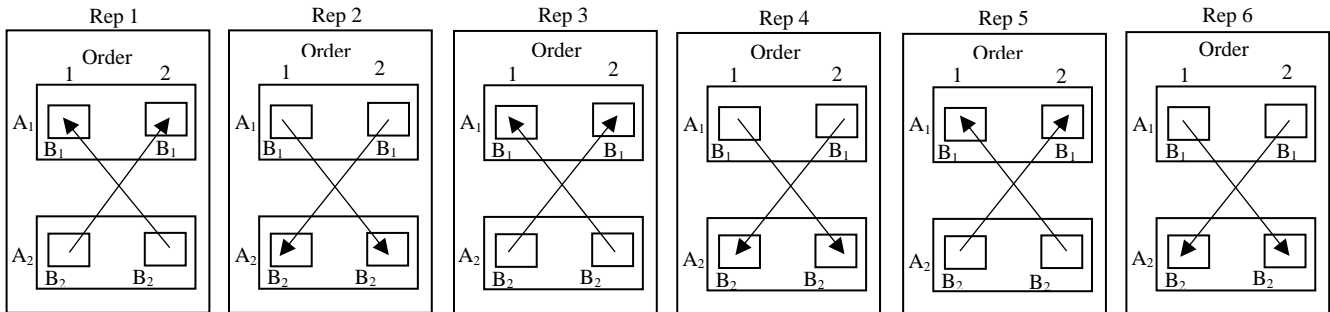 Rep 1 Rep 2 Rep 3 Rep 4 Rep 5 Rep 6
Order Order Order Order Order Order
1 2 1 2 1 2 1 2 1 2 1 2
A₁ A₁ A₁ A₁ A₁ A₁
B₁ B₁ B₁ B₁ B₁ B₁ B₁ B₁ B₁ B₁ B₁ B₁
A₂ A₂ A₂ A₂ A₂ A₂
B₂ B₂ B₂ B₂ B₂ B₂ B₂ B₂ B₂ B₂ B₂ B₂